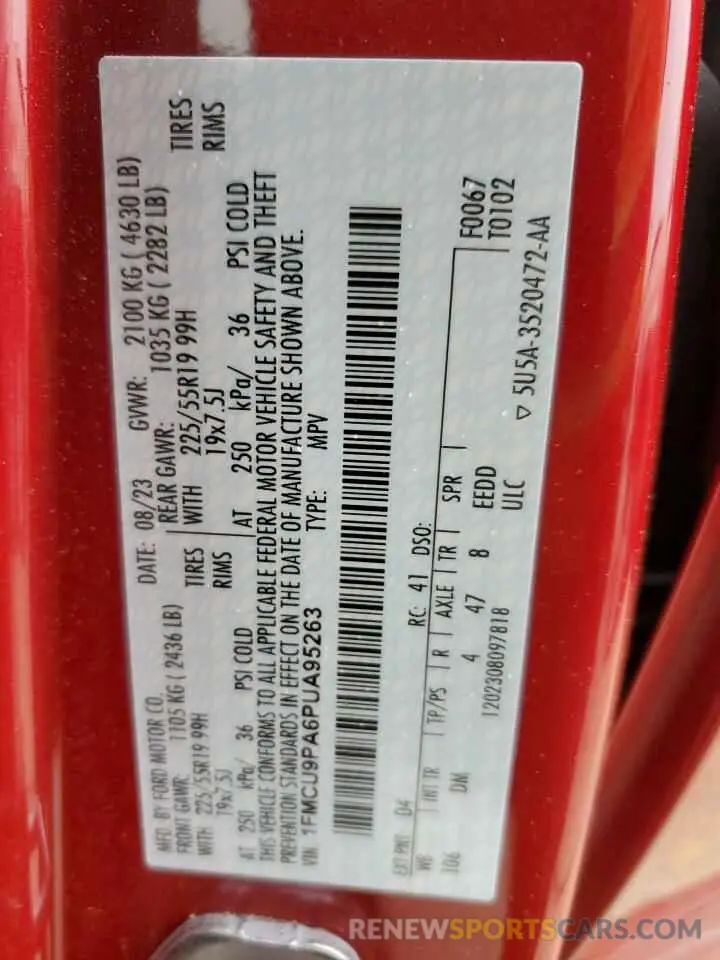 MFD. BY FORD MOTOR CO. DATE: 08/23 GVWR: 2100 KG ( 4630 LB)
FRONT GAWR: 1105 KG ( 2436 LB) REAR GAWR: 1035 KG ( 2282 LB)
WITH 225/55R19 99H TIRES WITH 225/55R19 99H TIRES
19x7.5J RIMS 19x7.5J RIMS
AT 250 kPa/ 36 PSI COLD AT 250 kPa/ 36 PSI COLD
THIS VEHICLE CONFORMS TO ALL APPLICABLE FEDERAL MOTOR VEHICLE SAFETY AND THEFT
PREVENTION STANDARDS IN EFFECT ON THE DATE OF MANUFACTURE SHOWN ABOVE.
VIN: 1FMCU9PA6PUA95263 TYPE: MPV
EXT PNT: D4 RC: 41 DSO: F0067
WB INT TR TP/PS R AXLE TR SPR T0102
106 DM 4 47 8 EEDD
1202308097818 ULC ▽ 5U5A-3520472-AA
RENEWSPORTSCARS.COM